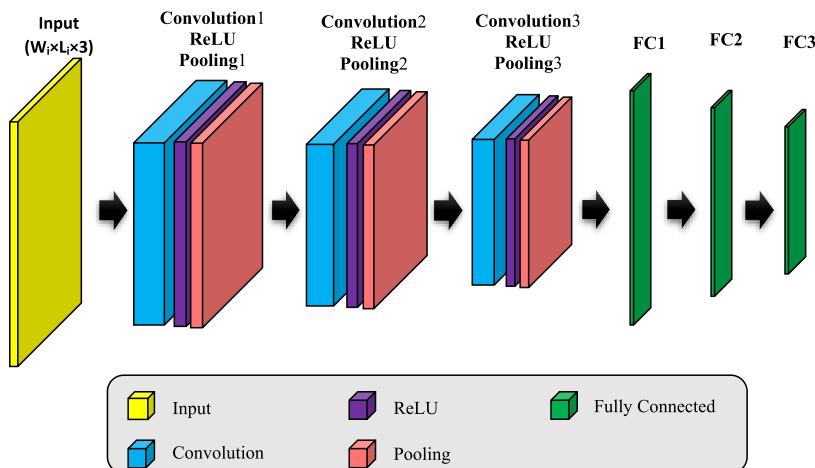 Input
(Wᵢ×Lᵢ×3)
Convolution1
ReLU
Pooling1
Convolution2
ReLU
Pooling2
Convolution3
ReLU
Pooling3
FC1
FC2
FC3
Input
ReLU
Fully Connected
Convolution
Pooling